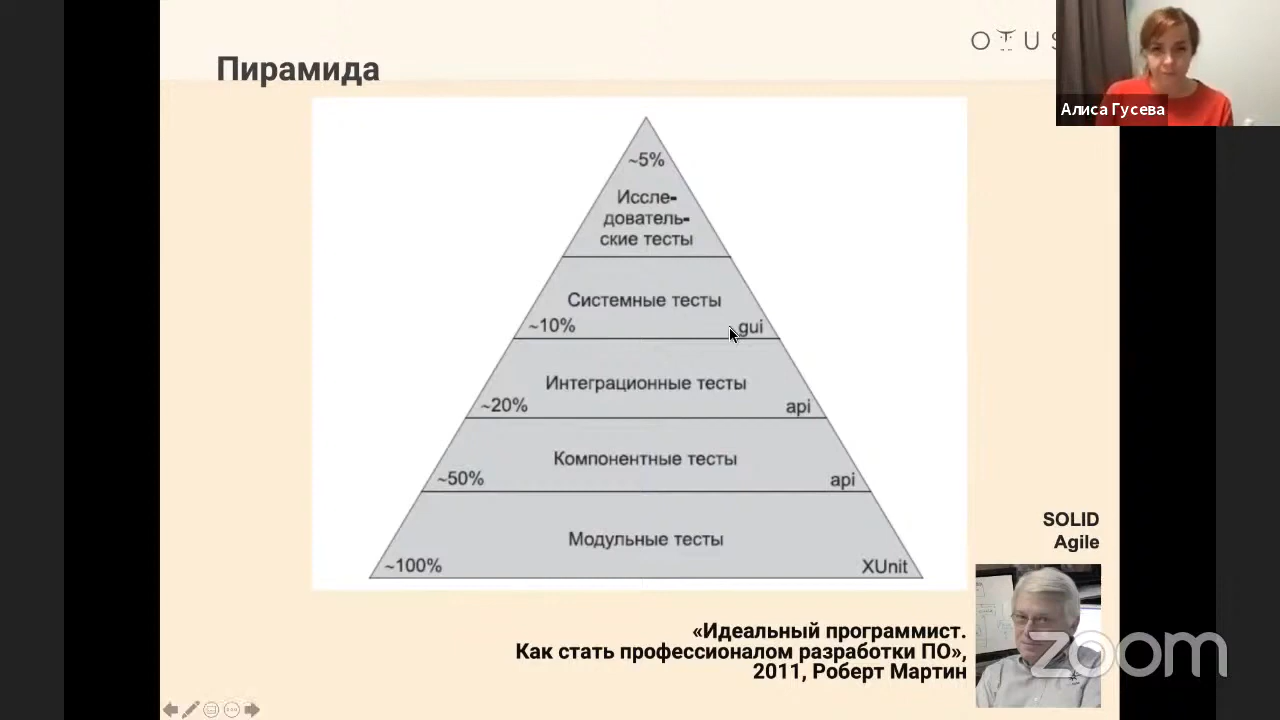 OTUS
Пирамида
Алиса Гусева
~5%
Иссле-
дователь-
ские тесты
Системные тесты
~10%
gui
Интеграционные тесты
~20%
api
Компонентные тесты
~50%
api
Модульные тесты
~100%
XUnit
SOLID
Agile
«Идеальный программист.
Как стать профессионалом разработки ПО»,
2011, Роберт Мартин
zoom